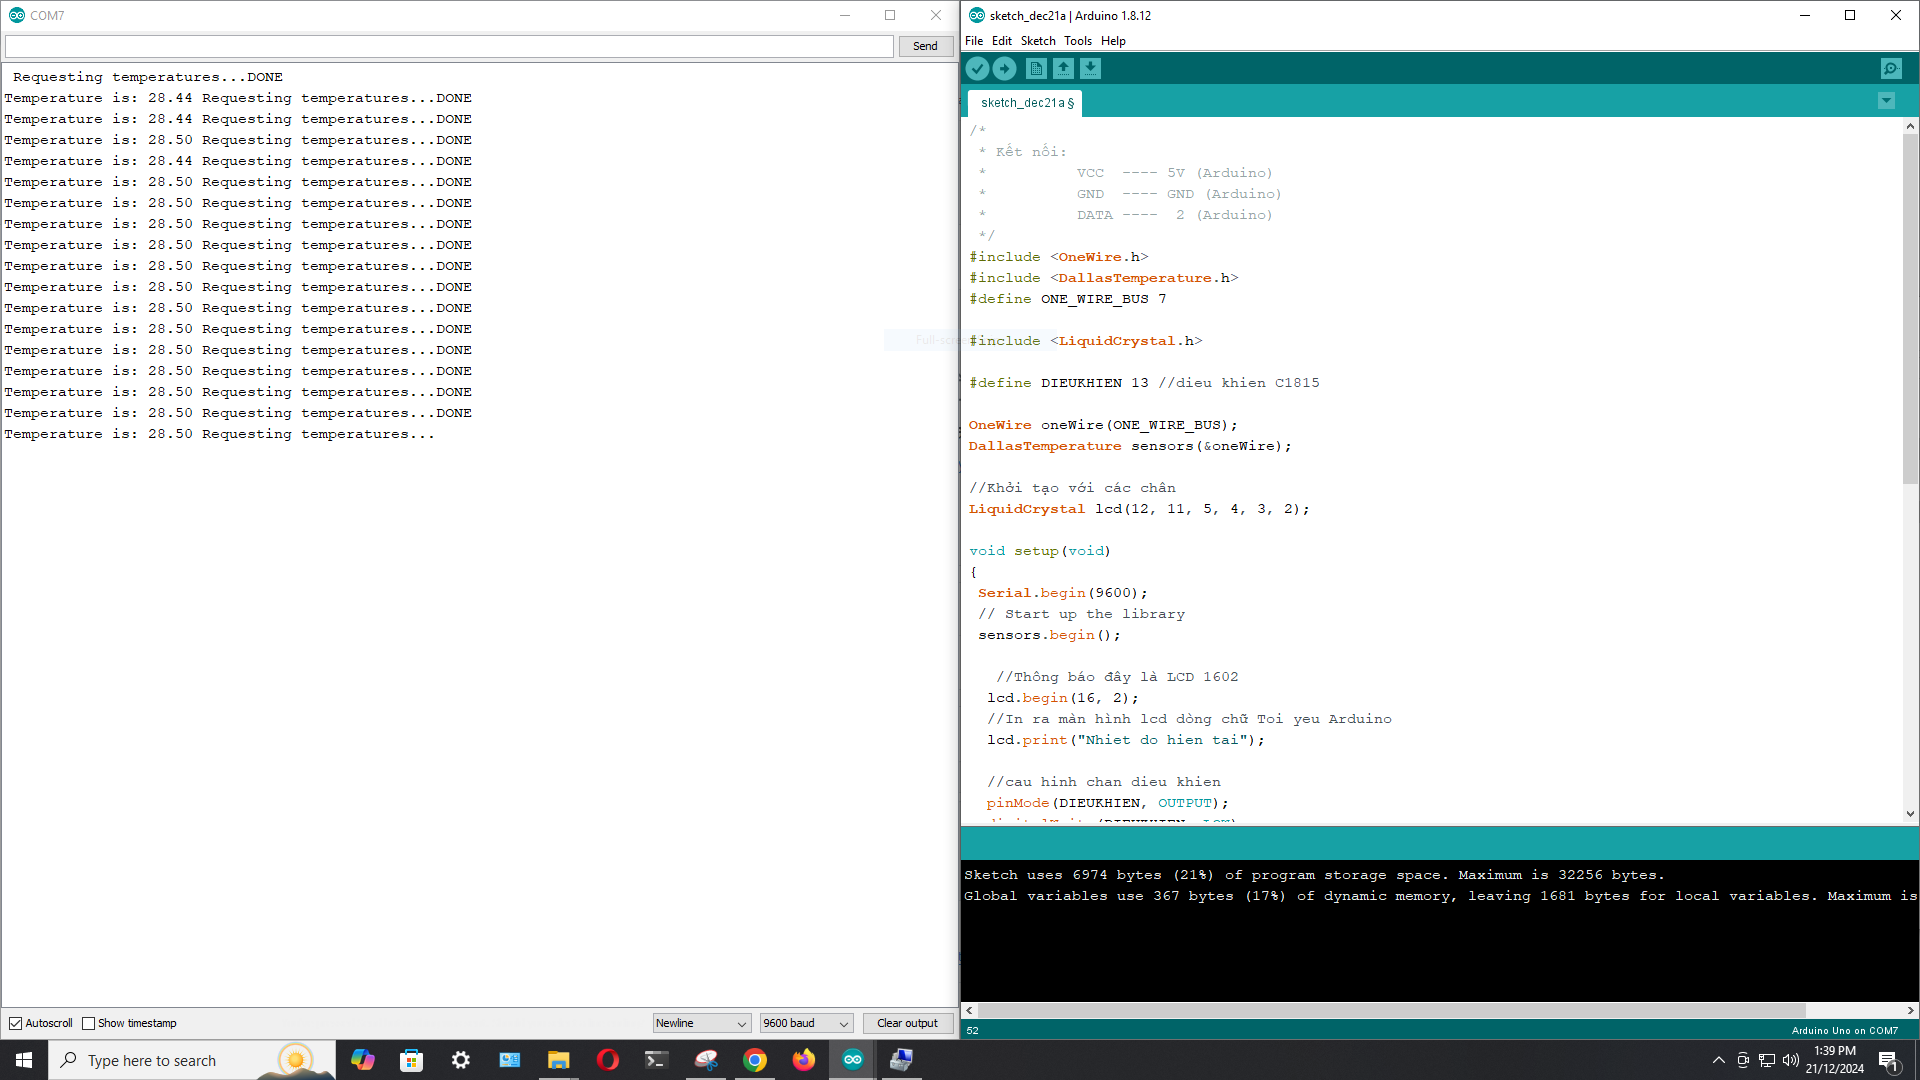 COM7
Send
Requesting temperatures...DONE
Temperature is: 28.44 Requesting temperatures...DONE
Temperature is: 28.44 Requesting temperatures...DONE
Temperature is: 28.50 Requesting temperatures...DONE
Temperature is: 28.44 Requesting temperatures...DONE
Temperature is: 28.50 Requesting temperatures...DONE
Temperature is: 28.50 Requesting temperatures...DONE
Temperature is: 28.50 Requesting temperatures...DONE
Temperature is: 28.50 Requesting temperatures...DONE
Temperature is: 28.50 Requesting temperatures...DONE
Temperature is: 28.50 Requesting temperatures...DONE
Temperature is: 28.50 Requesting temperatures...DONE
Temperature is: 28.50 Requesting temperatures...DONE
Temperature is: 28.50 Requesting temperatures...DONE
Temperature is: 28.50 Requesting temperatures...DONE
Temperature is: 28.50 Requesting temperatures...DONE
Temperature is: 28.50 Requesting temperatures...DONE
Temperature is: 28.50 Requesting temperatures...
Autoscroll Show timestamp Newline 9600 baud Clear output
sketch_dec21a | Arduino 1.8.12
File Edit Sketch Tools Help
sketch_dec21a §
/*
* Kết nối:
* VCC ---- 5V (Arduino)
* GND ---- GND (Arduino)
* DATA ---- 2 (Arduino)
*/
#include <OneWire.h>
#include <DallasTemperature.h>
#define ONE_WIRE_BUS 7
#include <LiquidCrystal.h>
#define DIEUKHIEN 13 //dieu khien C1815
OneWire oneWire(ONE_WIRE_BUS);
DallasTemperature sensors(&oneWire);
//Khởi tạo với các chân
LiquidCrystal lcd(12, 11, 5, 4, 3, 2);
void setup(void)
{
Serial.begin(9600);
// Start up the library
sensors.begin();
//Thông báo đây là LCD 1602
lcd.begin(16, 2);
//In ra màn hình lcd dòng chữ Toi yeu Arduino
lcd.print("Nhiet do hien tai");
//cau hinh chan dieu khien
pinMode(DIEUKHIEN, OUTPUT);
Sketch uses 6974 bytes (21%) of program storage space. Maximum is 32256 bytes.
Global variables use 367 bytes (17%) of dynamic memory, leaving 1681 bytes for local variables. Maximum is
52
Arduino Uno on COM7
Type here to search
1:39 PM
21/12/2024
1